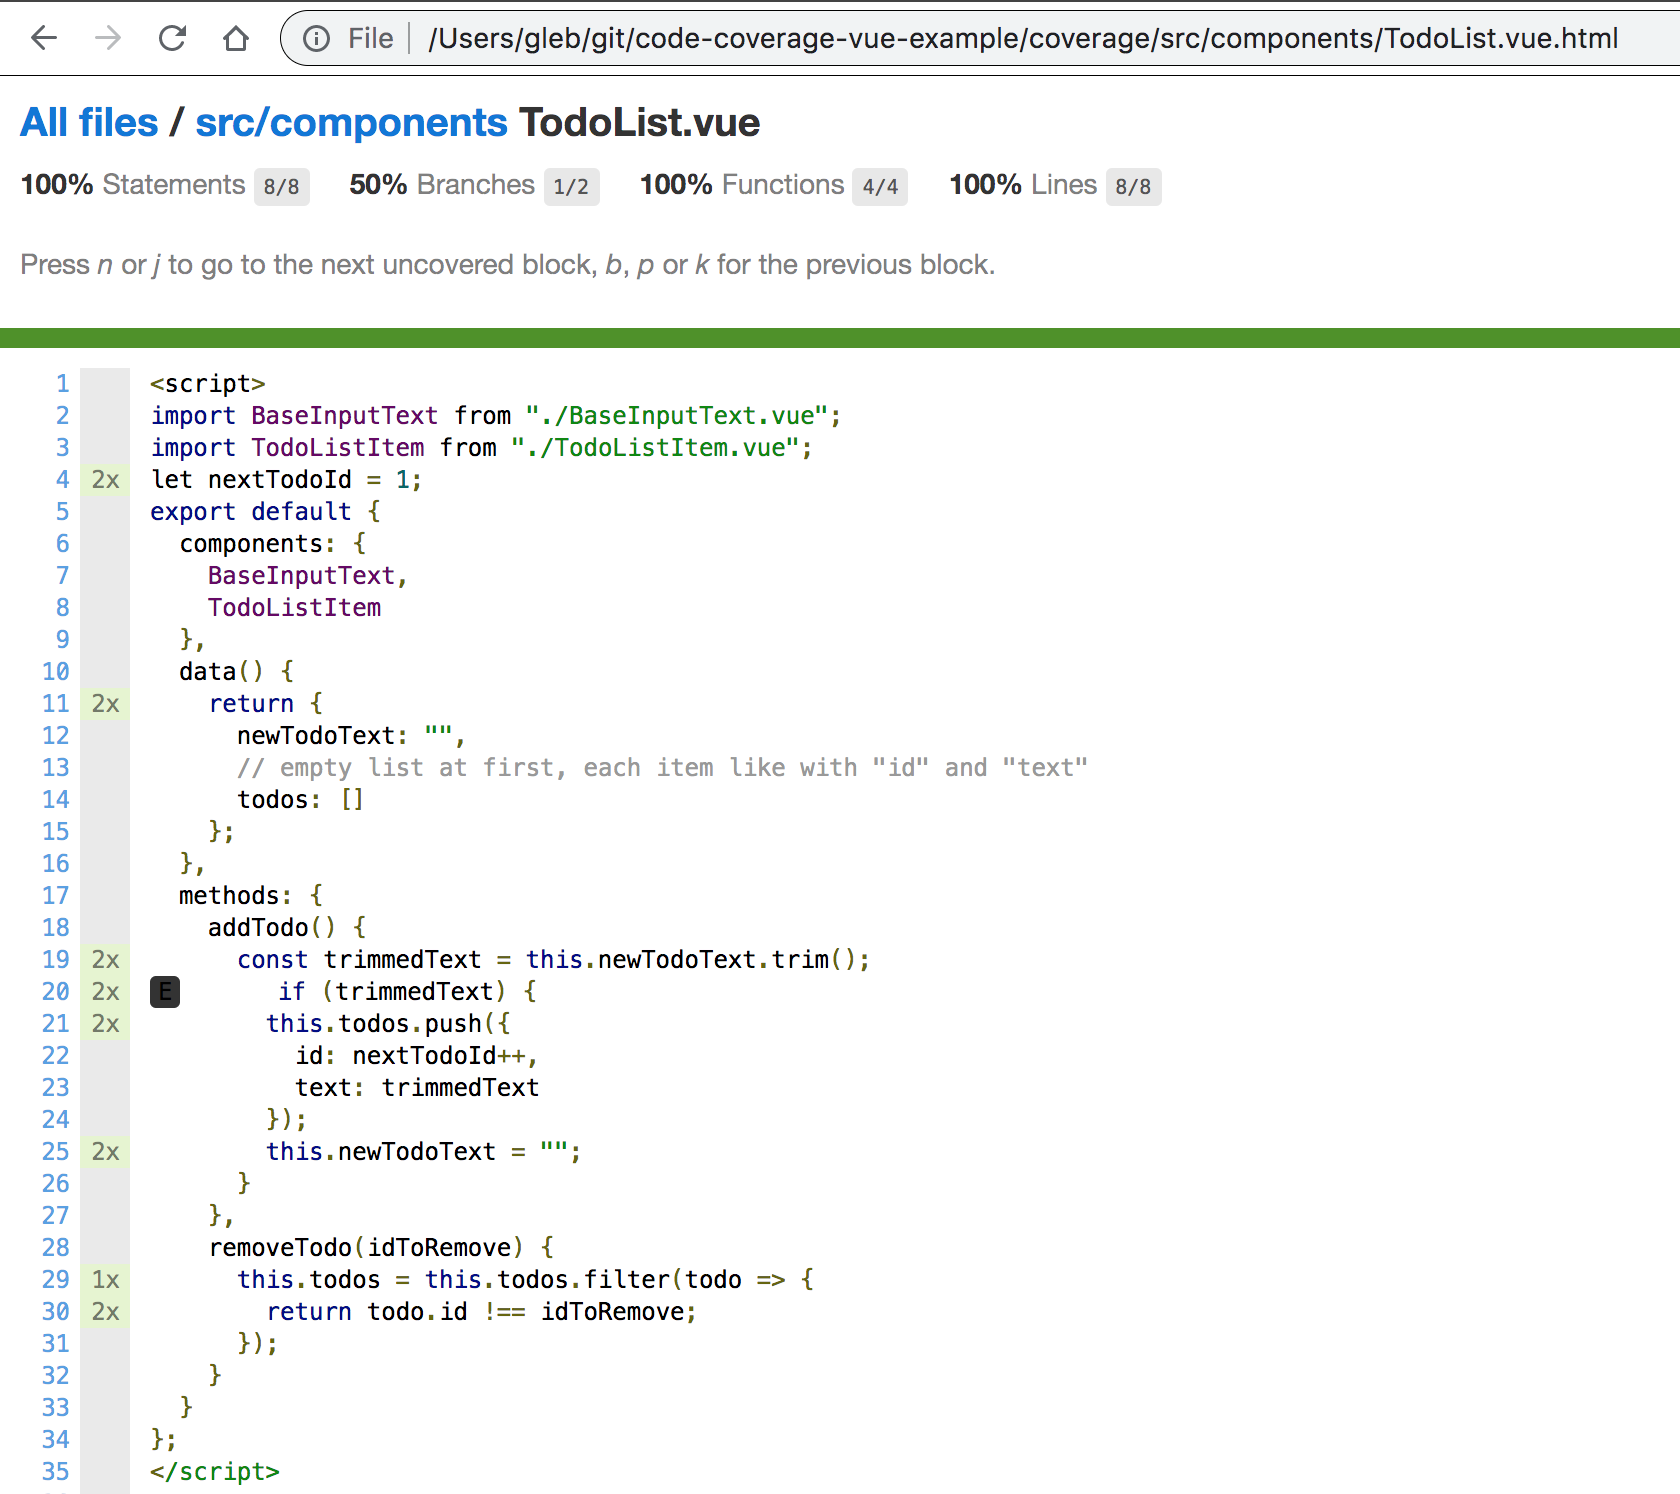 File /Users/gleb/git/code-coverage-vue-example/coverage/src/components/TodoList.vue.html
All files / src/components TodoList.vue
100% Statements 8/8 50% Branches 1/2 100% Functions 4/4 100% Lines 8/8
Press n or j to go to the next uncovered block, b, p or k for the previous block.
1 <script>
2 import BaseInputText from "./BaseInputText.vue";
3 import TodoListItem from "./TodoListItem.vue";
4 2x let nextTodoId = 1;
5 export default {
6 components: {
7 BaseInputText,
8 TodoListItem
9 },
10 data() {
11 2x return {
12 newTodoText: "",
13 // empty list at first, each item like with "id" and "text"
14 todos: []
15 };
16 },
17 methods: {
18 addTodo() {
19 2x const trimmedText = this.newTodoText.trim();
20 2x E if (trimmedText) {
21 2x this.todos.push({
22 id: nextTodoId++,
23 text: trimmedText
24 });
25 2x this.newTodoText = "";
26 }
27 },
28 removeTodo(idToRemove) {
29 1x this.todos = this.todos.filter(todo => {
30 2x return todo.id !== idToRemove;
31 });
32 }
33 }
34 };
35 </script>